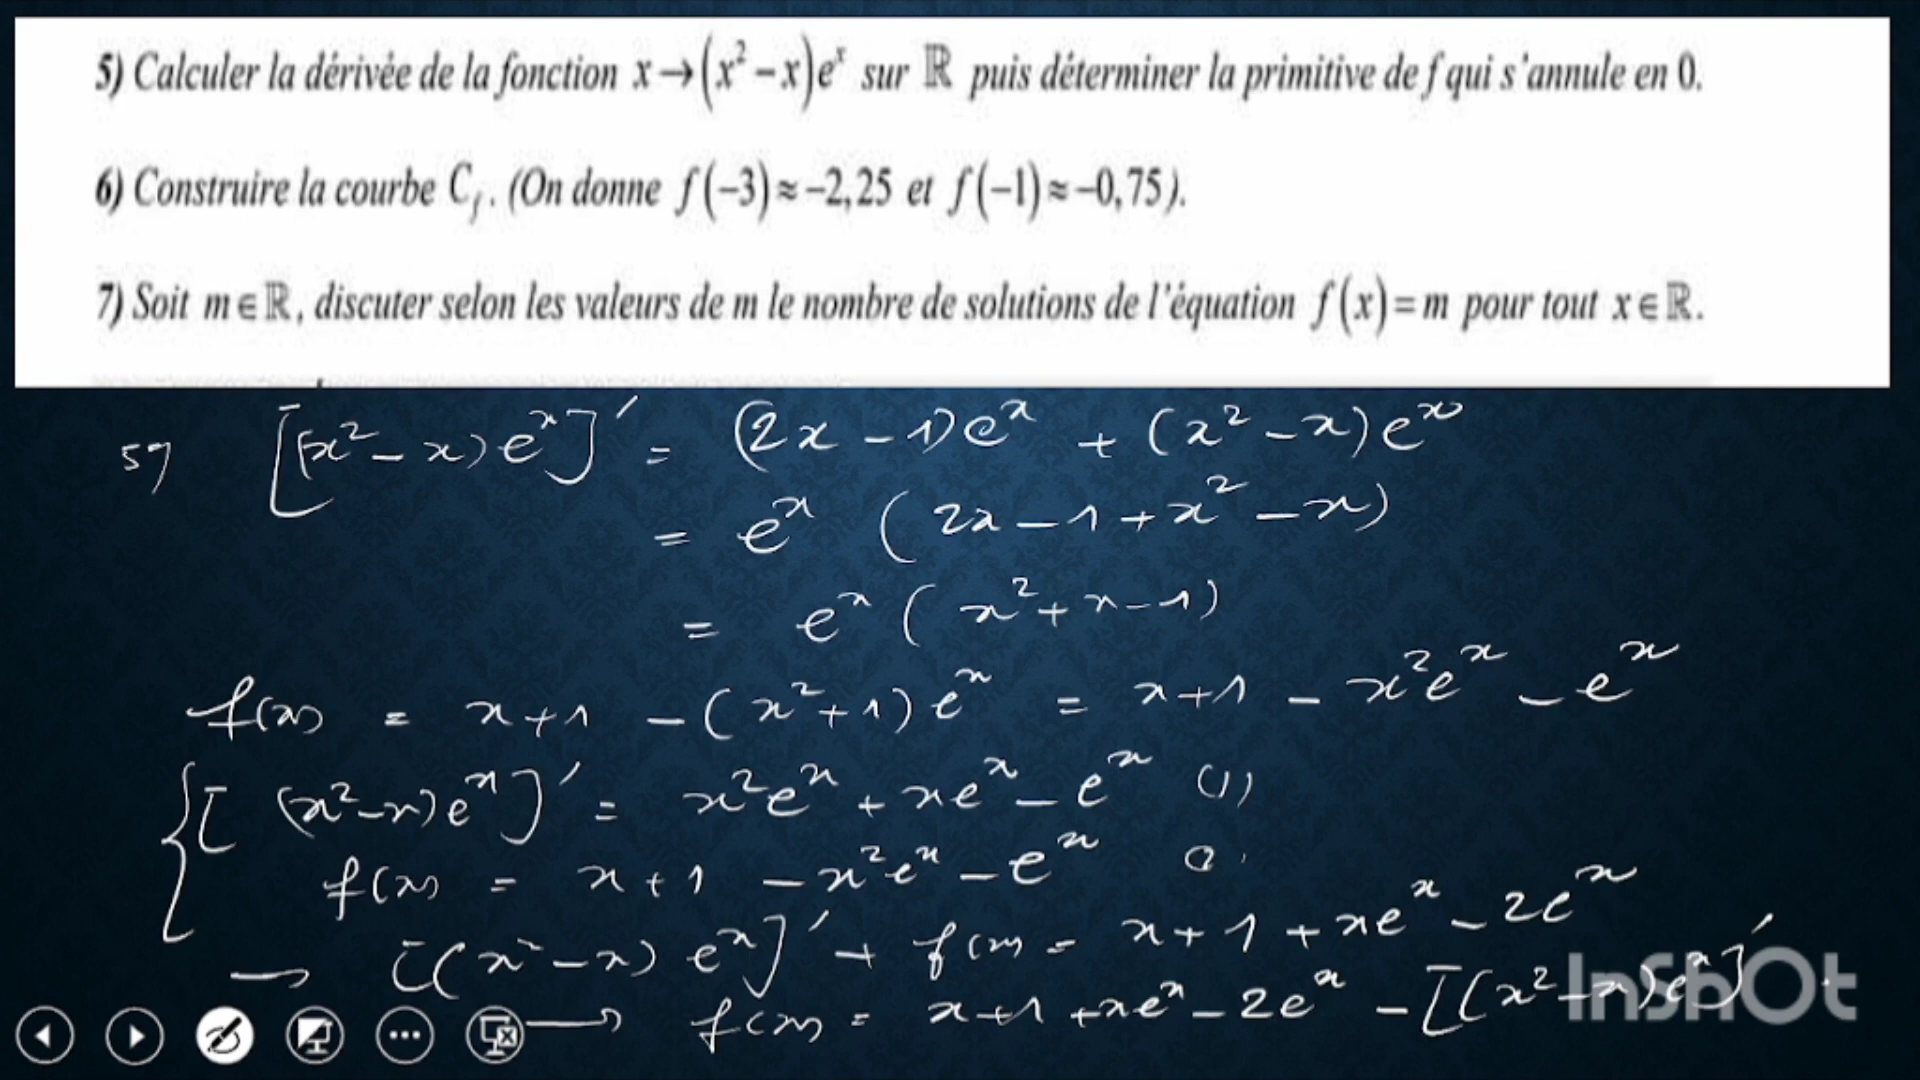 5) Calculer la dérivée de la fonction x→(x²−x)eˣ sur ℝ puis déterminer la primitive de f qui s'annule en 0.
6) Construire la courbe C_f. (On donne f(−3)≈−2,25 et f(−1)≈−0,75).
7) Soit m∈ℝ, discuter selon les valeurs de m le nombre de solutions de l'équation f(x)=m pour tout x∈ℝ.
5) [(x²−x)eˣ]' = (2x−1)eˣ + (x²−x)eˣ
= eˣ (2x−1+x²−x)
= eˣ (x²+x−1)
f(x) = x+1 −(x²+1)eˣ = x+1 − x²eˣ − eˣ
{ [(x²−x)eˣ]' = x²eˣ + xeˣ − eˣ (1)
f(x) = x+1 − x²eˣ − eˣ
→ [(x²−x) eˣ]' + f(x) = x+1 + xeˣ − 2eˣ
→ f(x) = x+1 + xeˣ − 2eˣ − [(x²−x)eˣ]'
InShOt